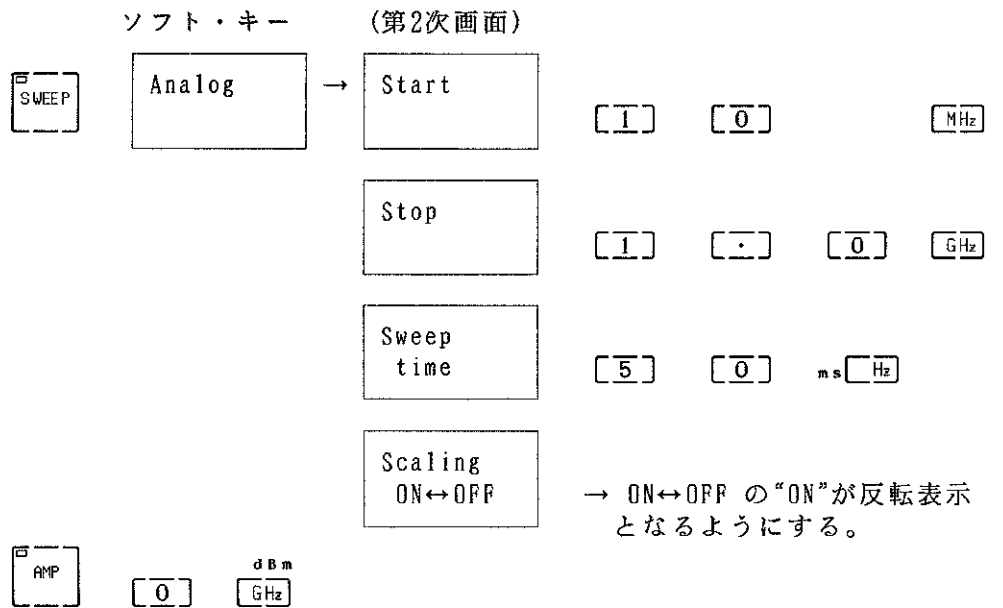 ソフト・キー (第2次画面)
SWEEP Analog → Start 1 0 MHz
Stop 1 · 0 GHz
Sweep
time 5 0 ms Hz
Scaling
ON↔OFF → ON↔OFF の“ON”が反転表示
となるようにする。
dBm
AMP 0 GHz